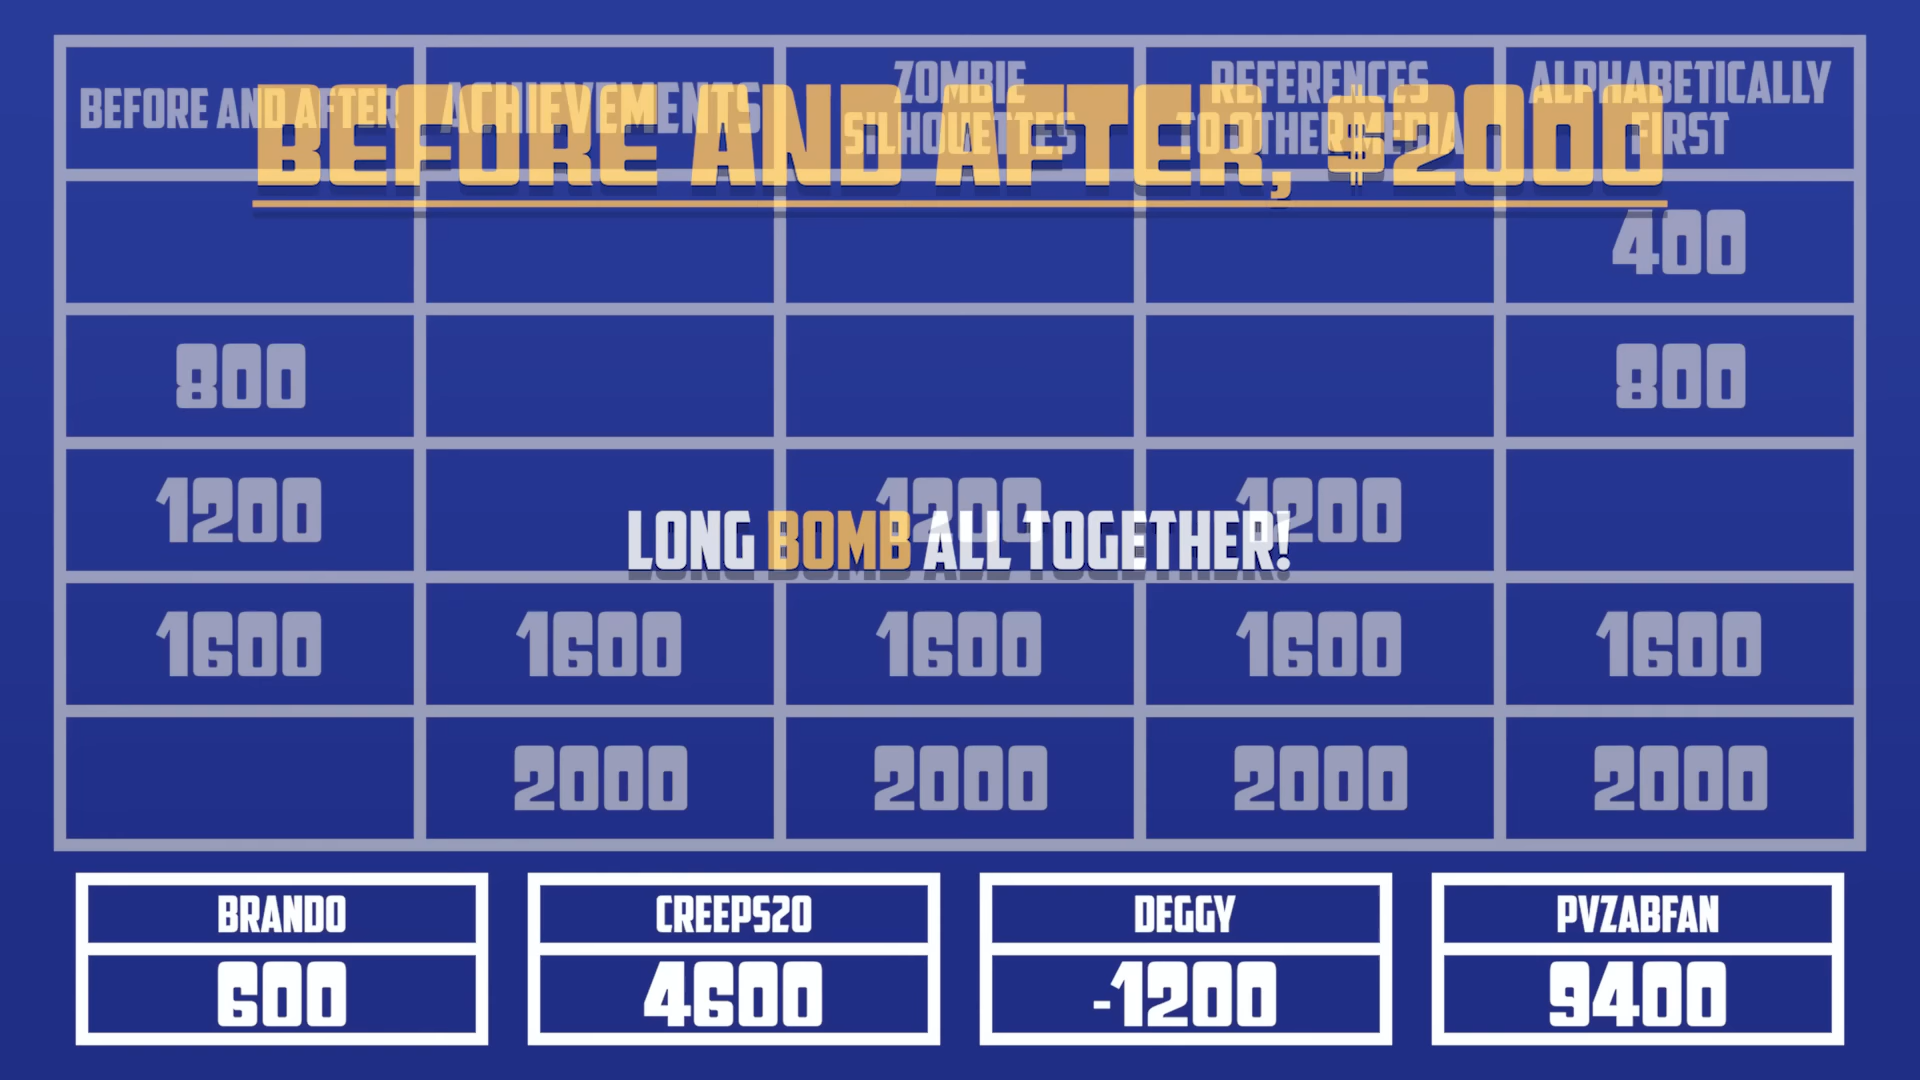 BEFORE AND AFTER, $2000
BEFORE AND AFTER
ACHIEVEMENTS
ZOMBIE
SILHOUETTES
REFERENCES
TO OTHER MEDIA
ALPHABETICALLY
FIRST
400
800
800
1200
1200
1200
LONG BOMB ALL TOGETHER!
1600
1600
1600
1600
1600
2000
2000
2000
2000
BRANDO
CREEPS20
DEGGY
PVZABFAN
600
4600
-1200
9400